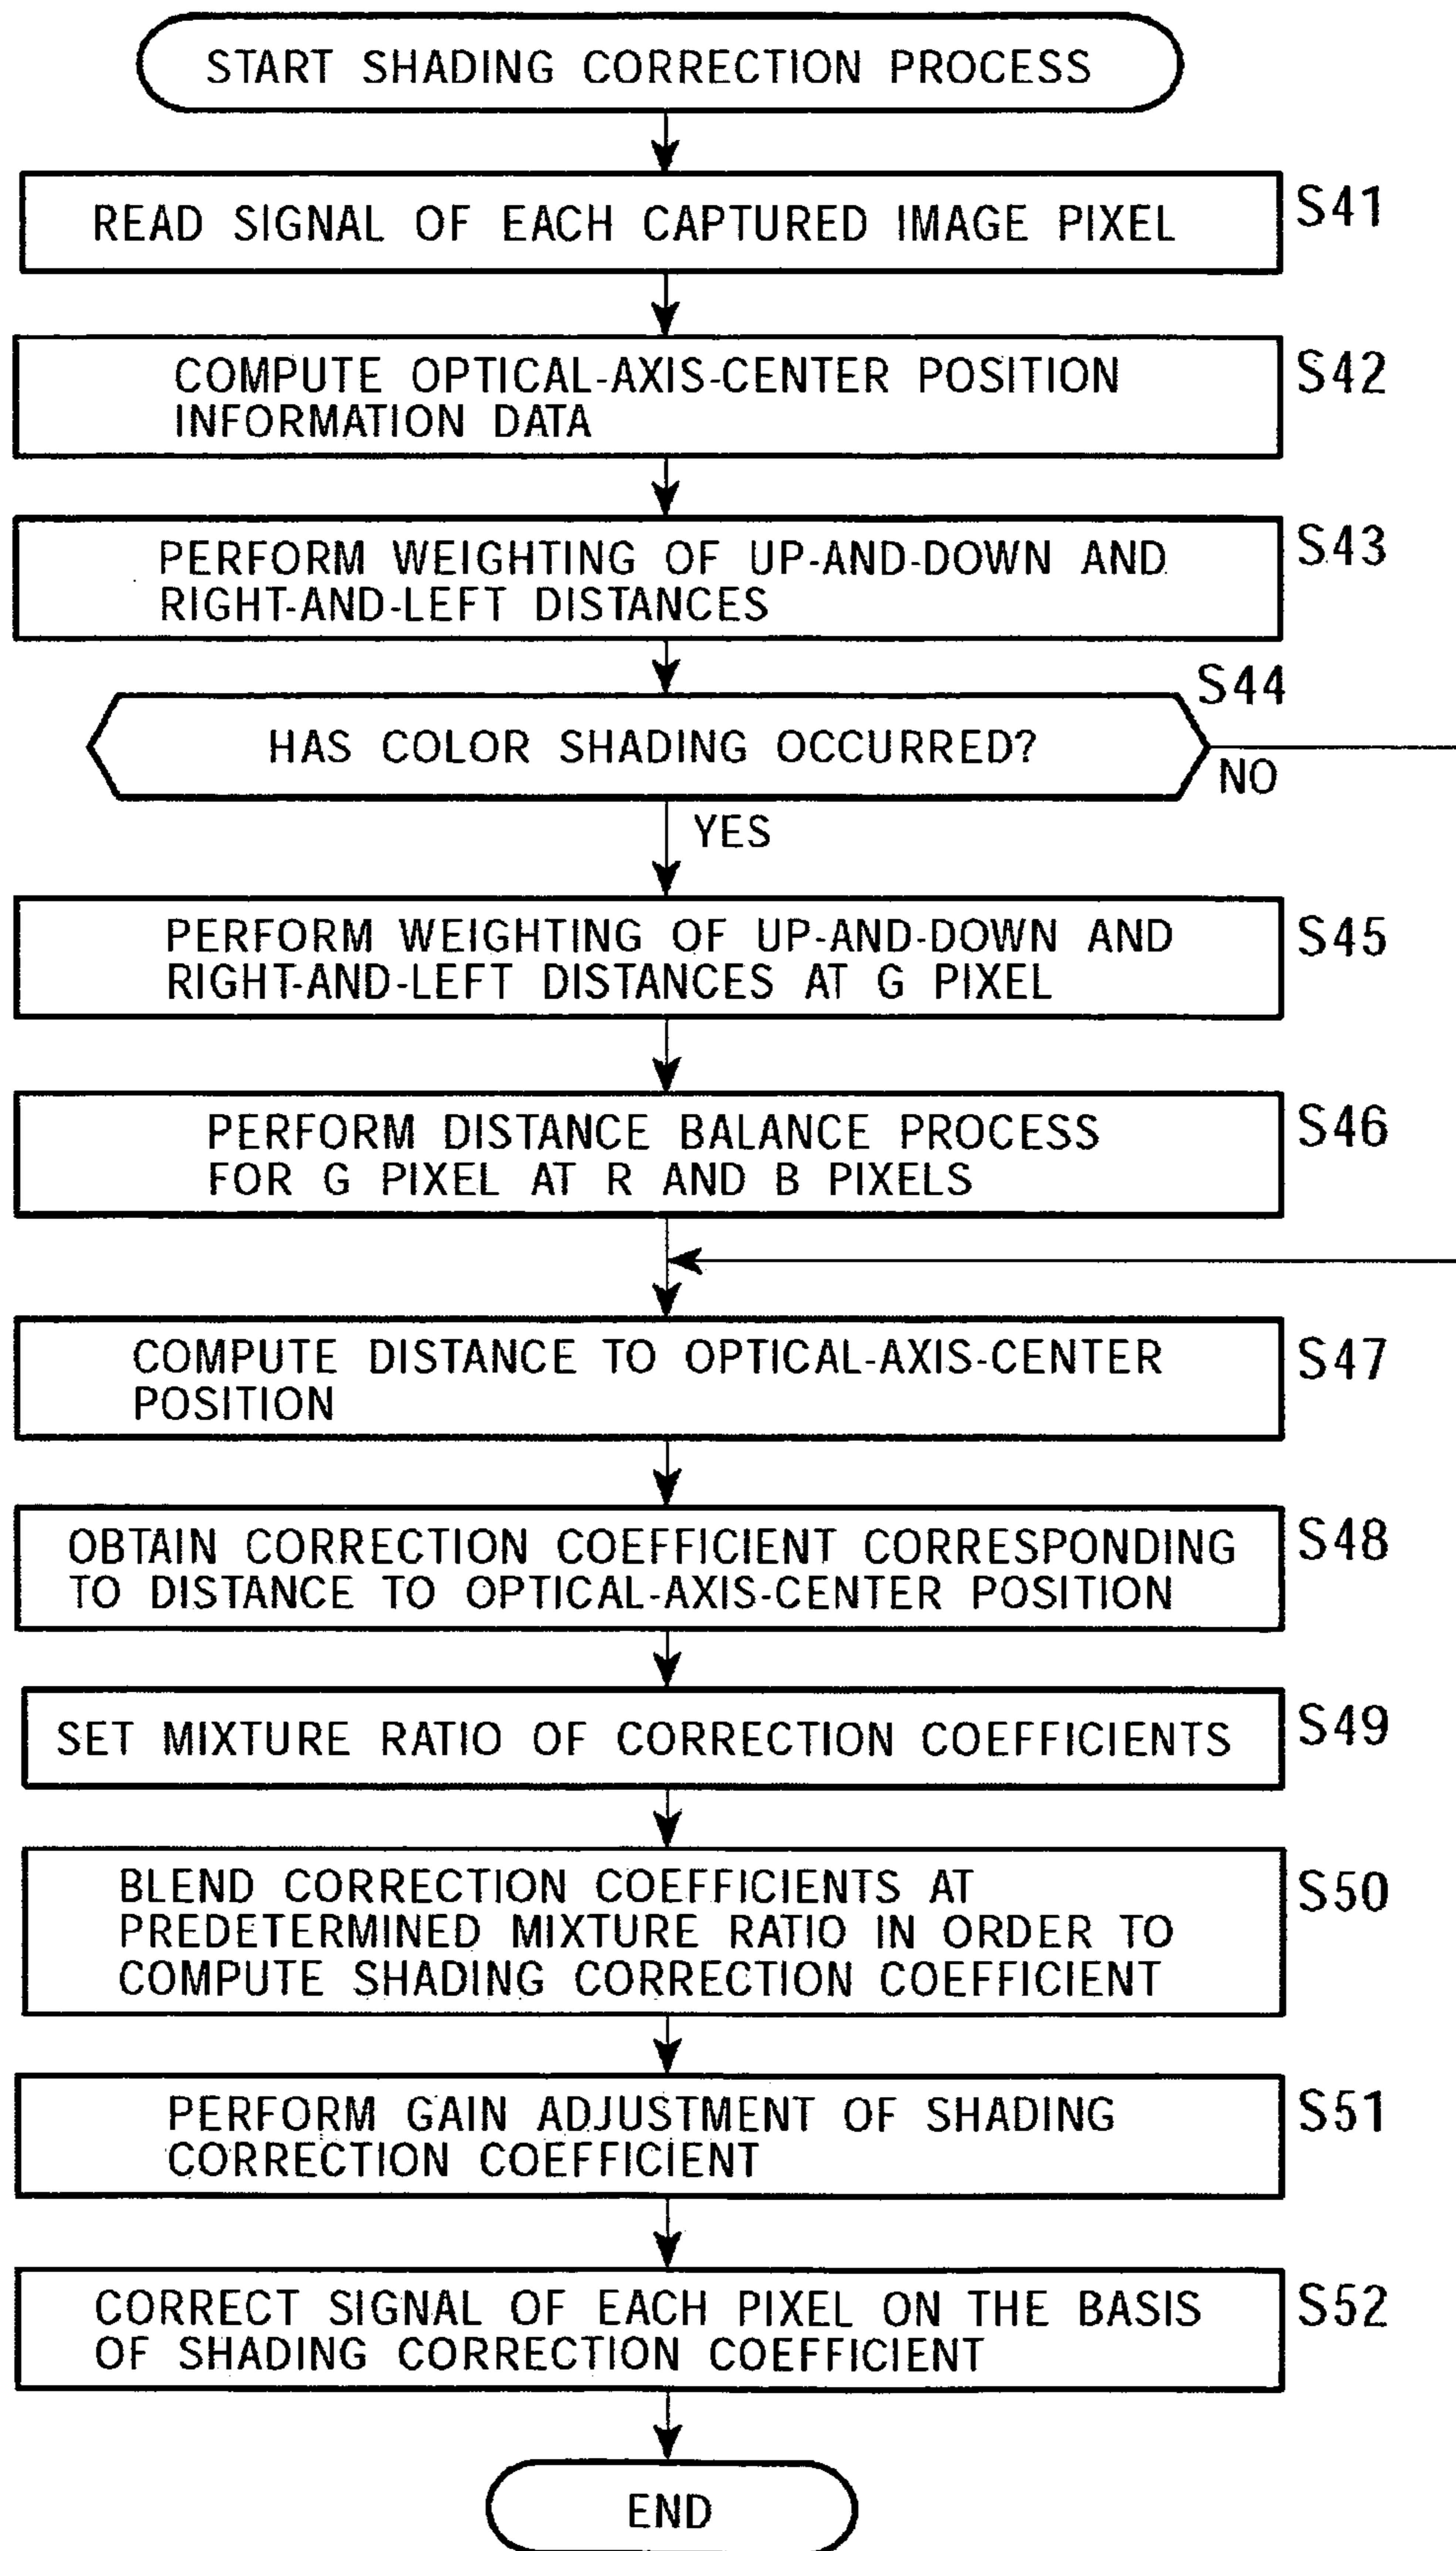 START SHADING CORRECTION PROCESS
READ SIGNAL OF EACH CAPTURED IMAGE PIXEL
S41
COMPUTE OPTICAL-AXIS-CENTER POSITION
INFORMATION DATA
S42
PERFORM WEIGHTING OF UP-AND-DOWN AND
RIGHT-AND-LEFT DISTANCES
S43
S44
HAS COLOR SHADING OCCURRED?
NO
YES
PERFORM WEIGHTING OF UP-AND-DOWN AND
RIGHT-AND-LEFT DISTANCES AT G PIXEL
S45
PERFORM DISTANCE BALANCE PROCESS
FOR G PIXEL AT R AND B PIXELS
S46
COMPUTE DISTANCE TO OPTICAL-AXIS-CENTER
POSITION
S47
OBTAIN CORRECTION COEFFICIENT CORRESPONDING
TO DISTANCE TO OPTICAL-AXIS-CENTER POSITION
S48
SET MIXTURE RATIO OF CORRECTION COEFFICIENTS
S49
BLEND CORRECTION COEFFICIENTS AT
PREDETERMINED MIXTURE RATIO IN ORDER TO
COMPUTE SHADING CORRECTION COEFFICIENT
S50
PERFORM GAIN ADJUSTMENT OF SHADING
CORRECTION COEFFICIENT
S51
CORRECT SIGNAL OF EACH PIXEL ON THE BASIS
OF SHADING CORRECTION COEFFICIENT
S52
END